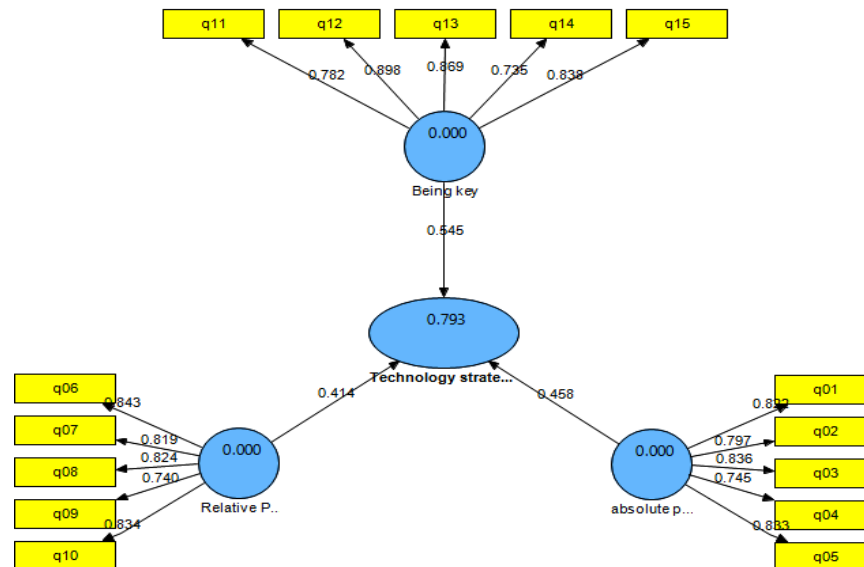 q11
q12
q13
q14
q15
0.782
0.898
0.869
0.735
0.838
0.000
Being key
0.545
0.793
Technology strate...
0.414
0.458
q06
q07
q08
q09
q10
0.843
0.819
0.824
0.740
0.834
0.000
Relative P..
0.000
absolute p...
0.797
0.836
0.745
0.833
q01
q02
q03
q04
q05